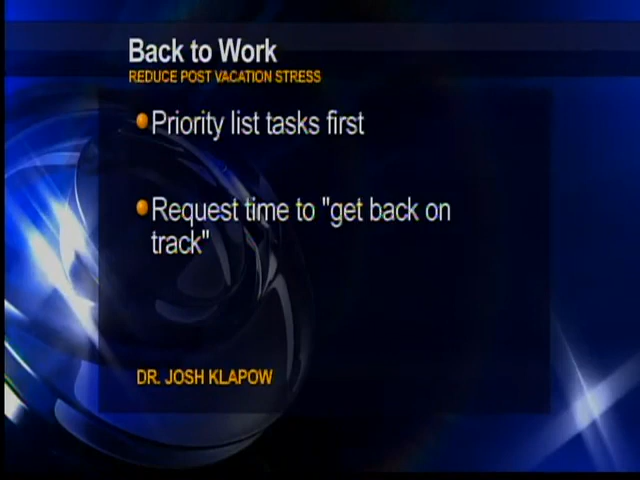 Back to Work
REDUCE POST VACATION STRESS
Priority list tasks first
Request time to "get back on
track"
DR. JOSH KLAPOW